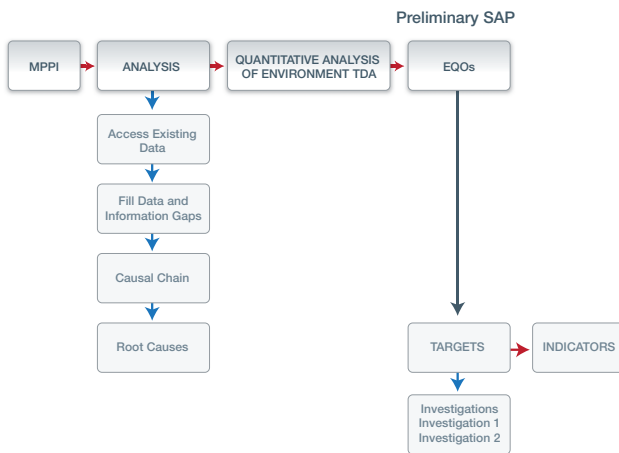 Preliminary SAP
MPPI
ANALYSIS
QUANTITATIVE ANALYSIS
OF ENVIRONMENT TDA
EQOs
Access Existing
Data
Fill Data and
Information Gaps
Causal Chain
Root Causes
TARGETS
INDICATORS
Investigations
Investigation 1
Investigation 2